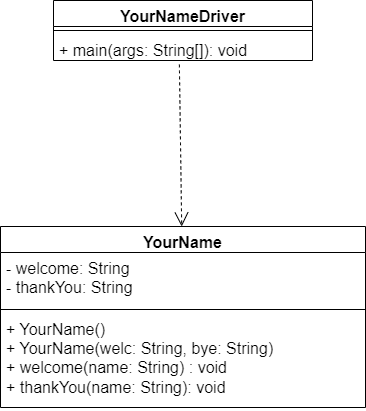 YourNameDriver
+ main(args: String[]): void
YourName
- welcome: String
- thankYou: String
+ YourName()
+ YourName(welc: String, bye: String)
+ welcome(name: String) : void
+ thankYou(name: String): void